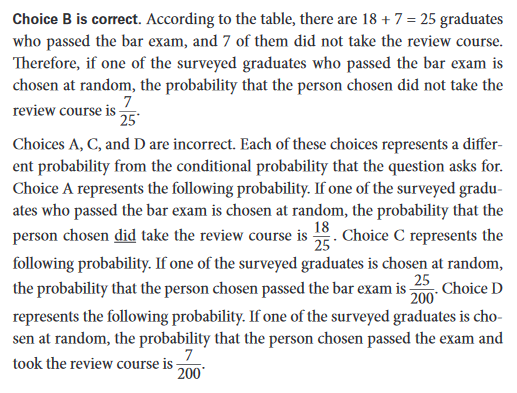 Choice B is correct. According to the table, there are 18 + 7 = 25 graduates
who passed the bar exam, and 7 of them did not take the review course.
Therefore, if one of the surveyed graduates who passed the bar exam is
chosen at random, the probability that the person chosen did not take the
review course is 7/25.
Choices A, C, and D are incorrect. Each of these choices represents a differ-
ent probability from the conditional probability that the question asks for.
Choice A represents the following probability. If one of the surveyed gradu-
ates who passed the bar exam is chosen at random, the probability that the
person chosen did take the review course is 18/25. Choice C represents the
following probability. If one of the surveyed graduates is chosen at random,
the probability that the person chosen passed the bar exam is 25/200. Choice D
represents the following probability. If one of the surveyed graduates is cho-
sen at random, the probability that the person chosen passed the exam and
took the review course is 7/200.